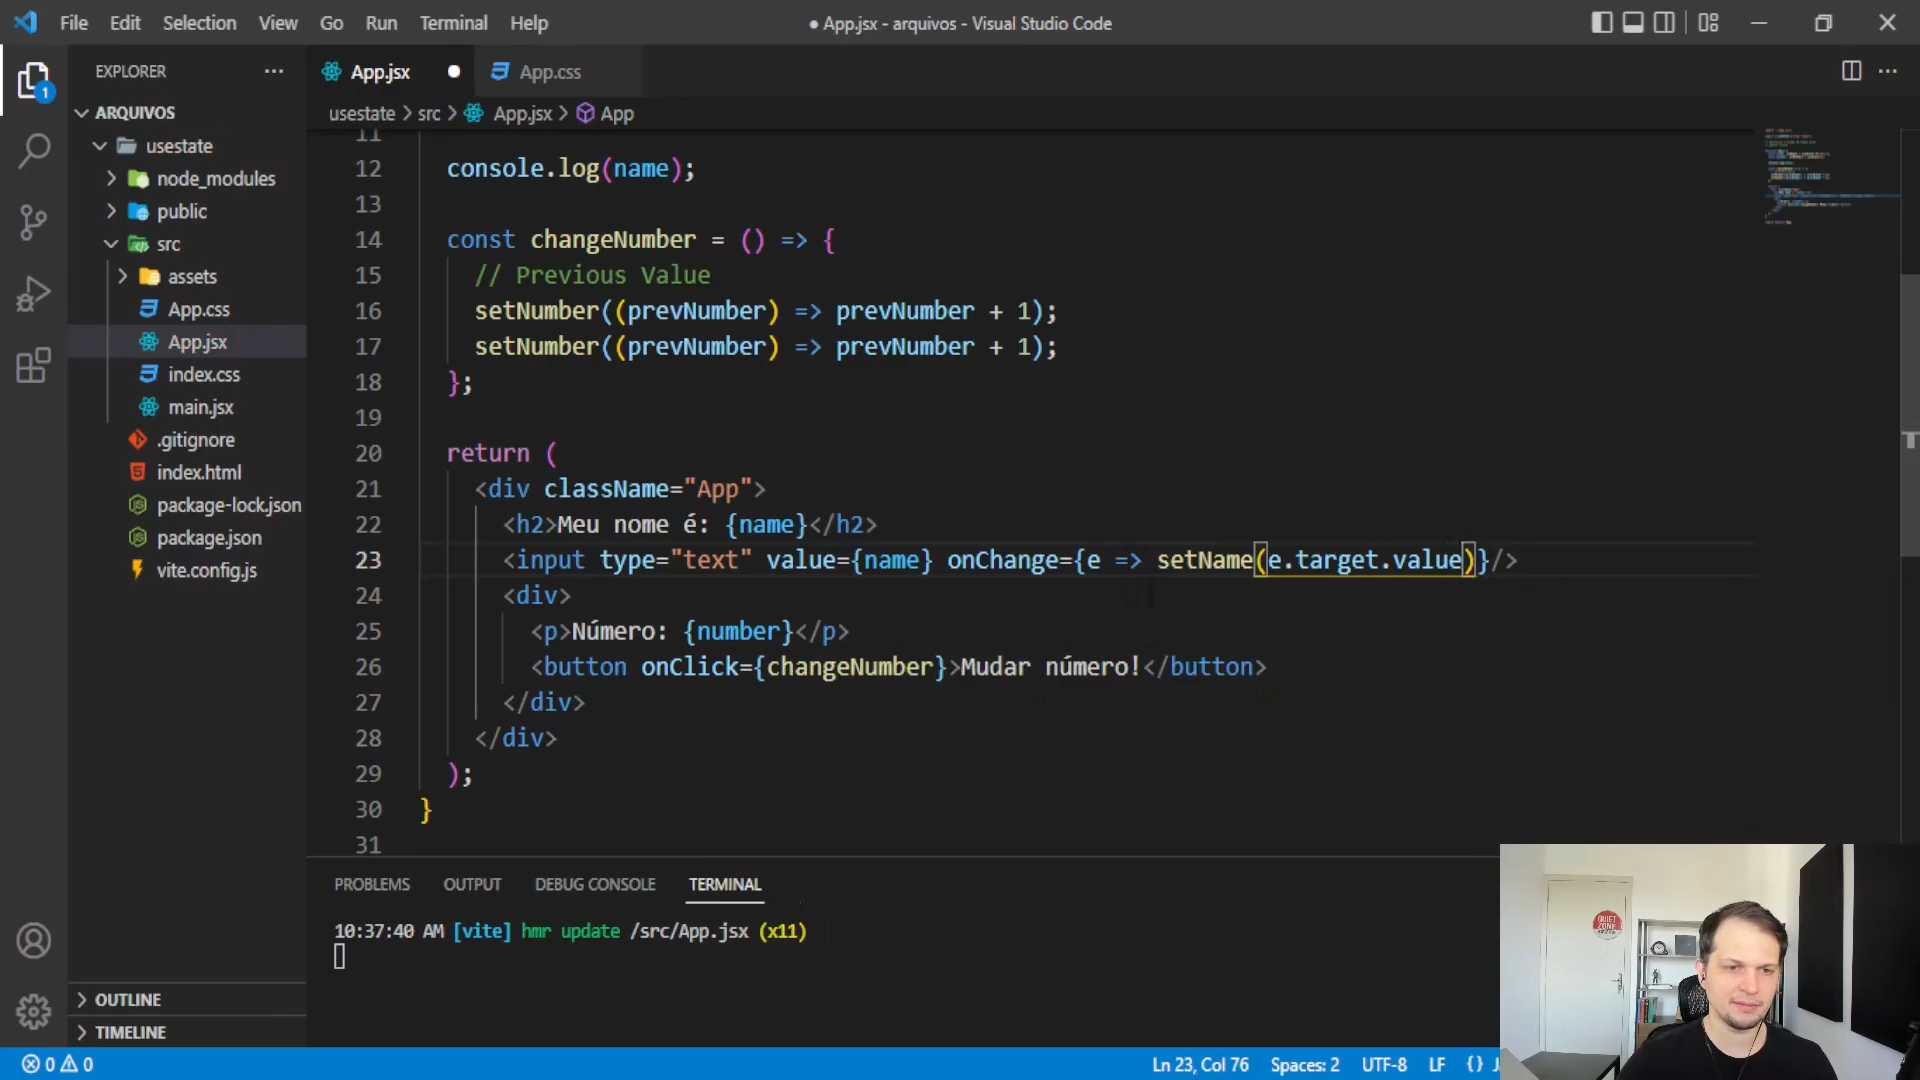 File Edit Selection View Go Run Terminal Help
● App.jsx - arquivos - Visual Studio Code
EXPLORER
1
ARQUIVOS
usestate
node_modules
public
src
assets
App.css
App.jsx
index.css
main.jsx
.gitignore
index.html
package-lock.json
package.json
vite.config.js
OUTLINE
TIMELINE
App.jsx
App.css
usestate > src > App.jsx > App
11
12 console.log(name);
13
14 const changeNumber = () => {
15 // Previous Value
16 setNumber((prevNumber) => prevNumber + 1);
17 setNumber((prevNumber) => prevNumber + 1);
18 };
19
20 return (
21 <div className="App">
22 <h2>Meu nome é: {name}</h2>
23 <input type="text" value={name} onChange={e => setName(e.target.value)}/>
24 <div>
25 <p>Número: {number}</p>
26 <button onClick={changeNumber}>Mudar número!</button>
27 </div>
28 </div>
29 );
30 }
31
PROBLEMS OUTPUT DEBUG CONSOLE TERMINAL
10:37:40 AM [vite] hmr update /src/App.jsx (x11)
QUIET ZONE
0 0
Ln 23, Col 76 Spaces: 2 UTF-8 LF {}